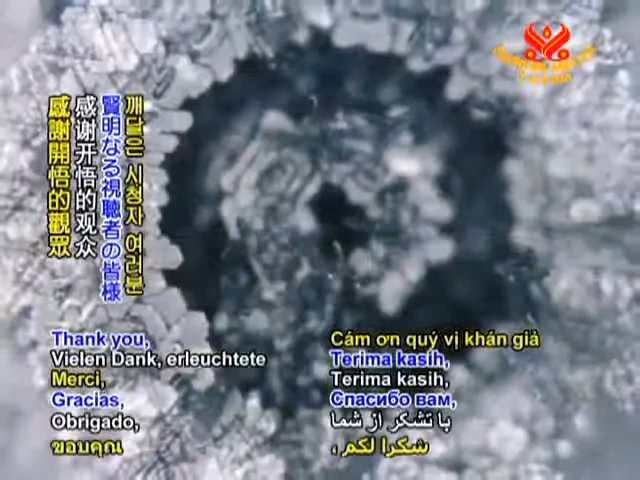 感謝開悟的觀眾
感谢开悟的观众
賢明なる視聴者の皆様
깨달은 시청자 여러분
Thank you,
Vielen Dank, erleuchtete
Merci,
Gracias,
Obrigado,
ขอบคุณ
Cám ơn quý vị khán giả
Terima kasih,
Terima kasih,
Спасибо вам,
با تشکر از شما
شكرا لكم،